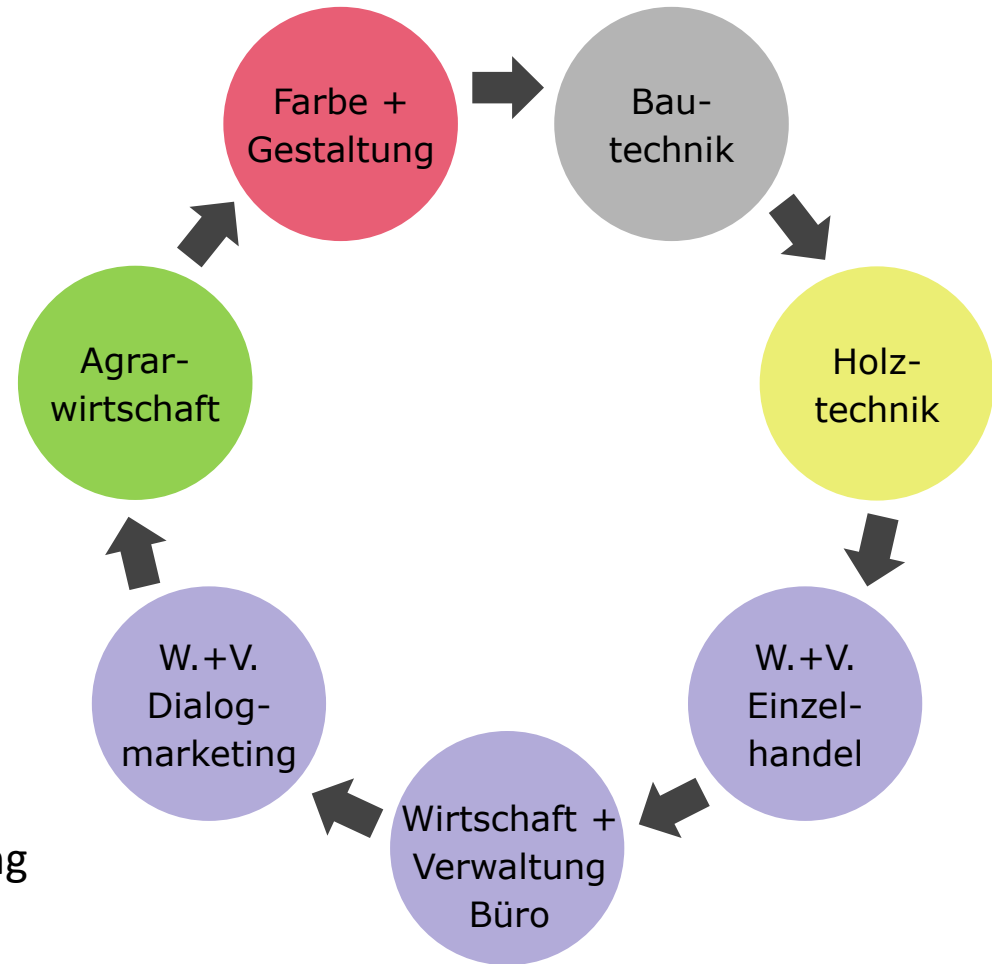 Farbe +
Gestaltung
Bau-
technik
Holz-
technik
W.+V.
Einzel-
handel
Wirtschaft +
Verwaltung
Büro
W.+V.
Dialog-
marketing
Agrar-
wirtschaft